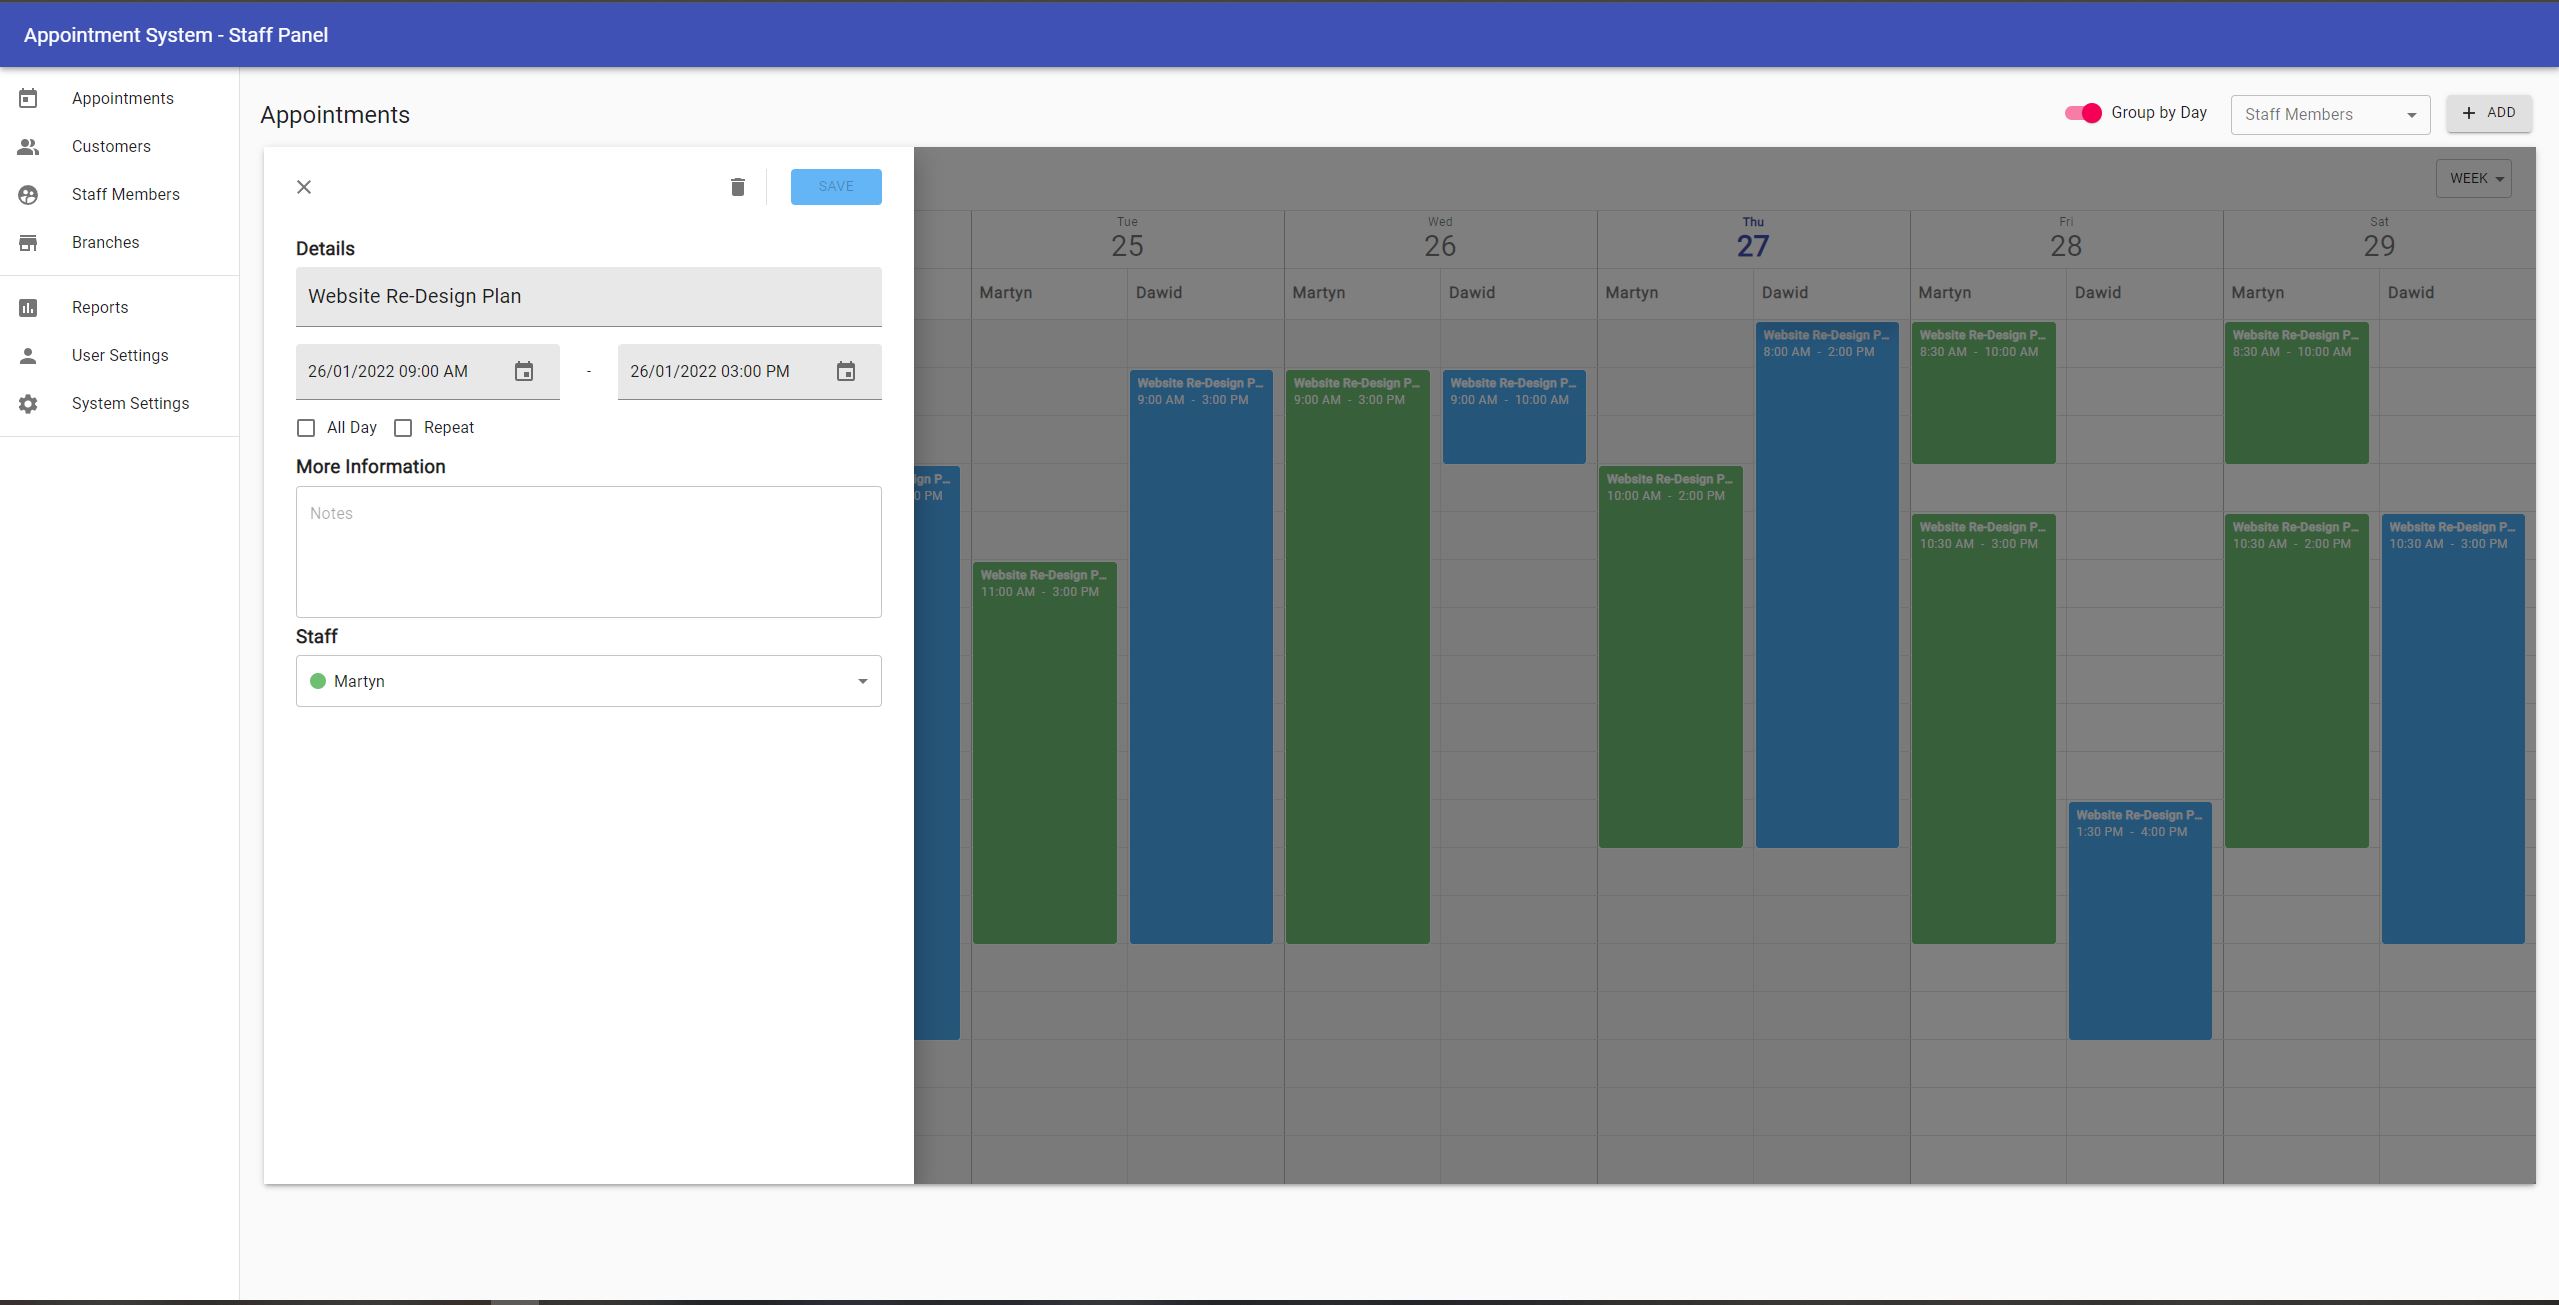 Appointment System - Staff Panel
Appointments
Customers
Staff Members
Branches
Reports
User Settings
System Settings
Appointments
Group by Day
Staff Members
+ ADD
SAVE
Details
Website Re-Design Plan
26/01/2022 09:00 AM - 26/01/2022 03:00 PM
All Day Repeat
More Information
Notes
Staff
Martyn
WEEK
Tue Wed Thu Fri Sat
25 26 27 28 29
Martyn Dawid Martyn Dawid Martyn Dawid Martyn Dawid Martyn Dawid
ign P...
0 PM
Website Re-Design P...
11:00 AM - 3:00 PM
Website Re-Design P...
9:00 AM - 3:00 PM
Website Re-Design P...
9:00 AM - 3:00 PM
Website Re-Design P...
9:00 AM - 10:00 AM
Website Re-Design P...
10:00 AM - 2:00 PM
Website Re-Design P...
8:00 AM - 2:00 PM
Website Re-Design P...
8:30 AM - 10:00 AM
Website Re-Design P...
10:30 AM - 3:00 PM
Website Re-Design P...
1:30 PM - 4:00 PM
Website Re-Design P...
8:30 AM - 10:00 AM
Website Re-Design P...
10:30 AM - 2:00 PM
Website Re-Design P...
10:30 AM - 3:00 PM